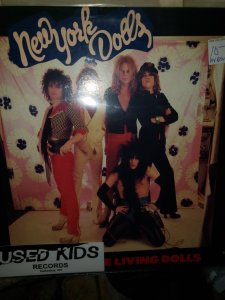 New York
Dolls
USED KIDS
RECORDS
LIVING DOLLS